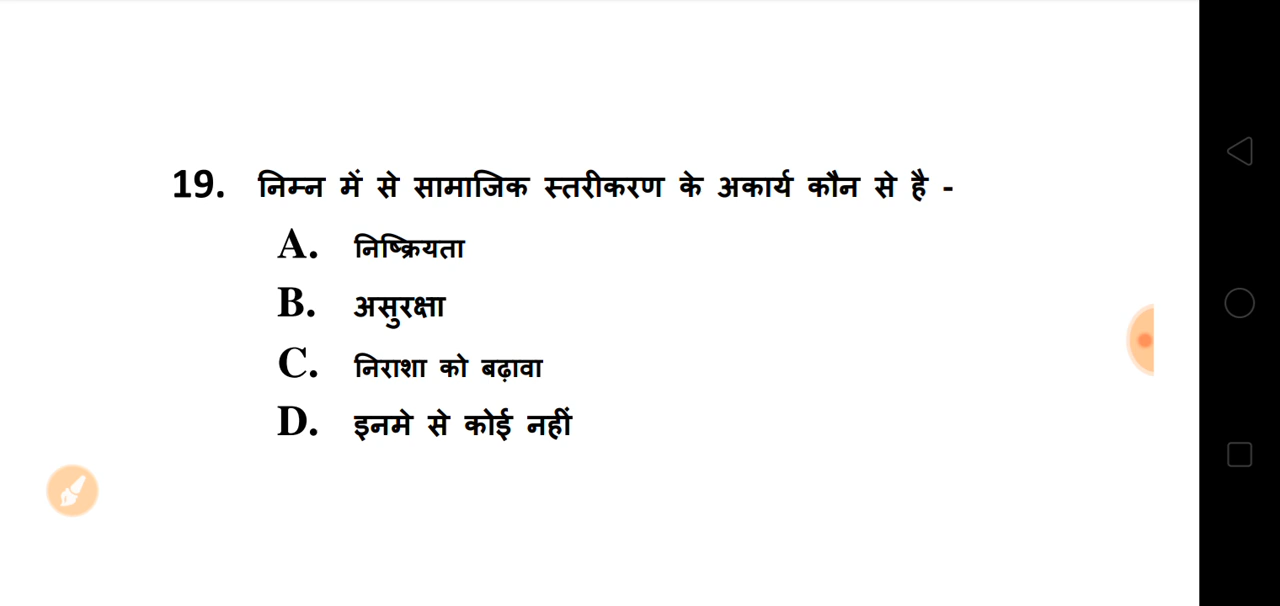 19. निम्न में से सामाजिक स्तरीकरण के अकार्य कौन से है -
A. निष्क्रियता
B. असुरक्षा
C. निराशा को बढ़ावा
D. इनमे से कोई नहीं